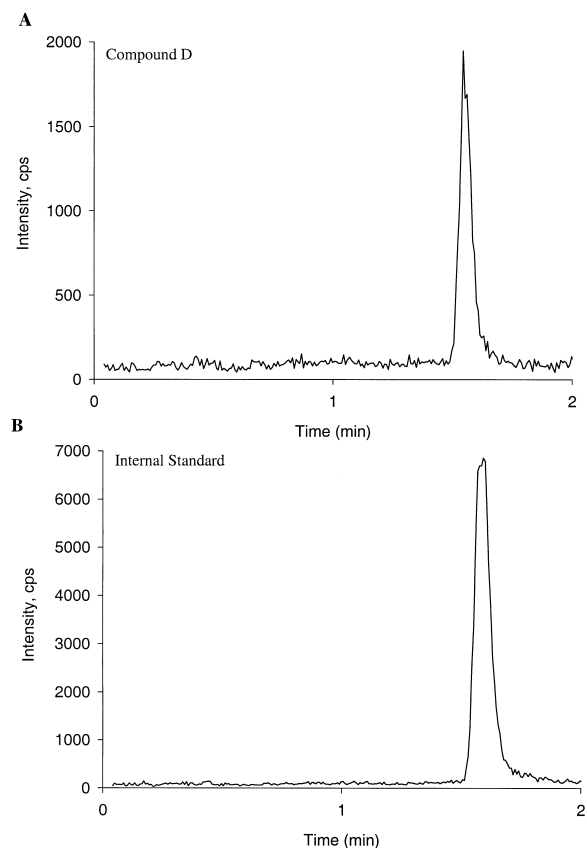 A
Compound D
2000
1500
1000
500
0
Intensity, cps
0 1 2
Time (min)
B
Internal Standard
7000
6000
5000
4000
3000
2000
1000
0
Intensity, cps
0 1 2
Time (min)